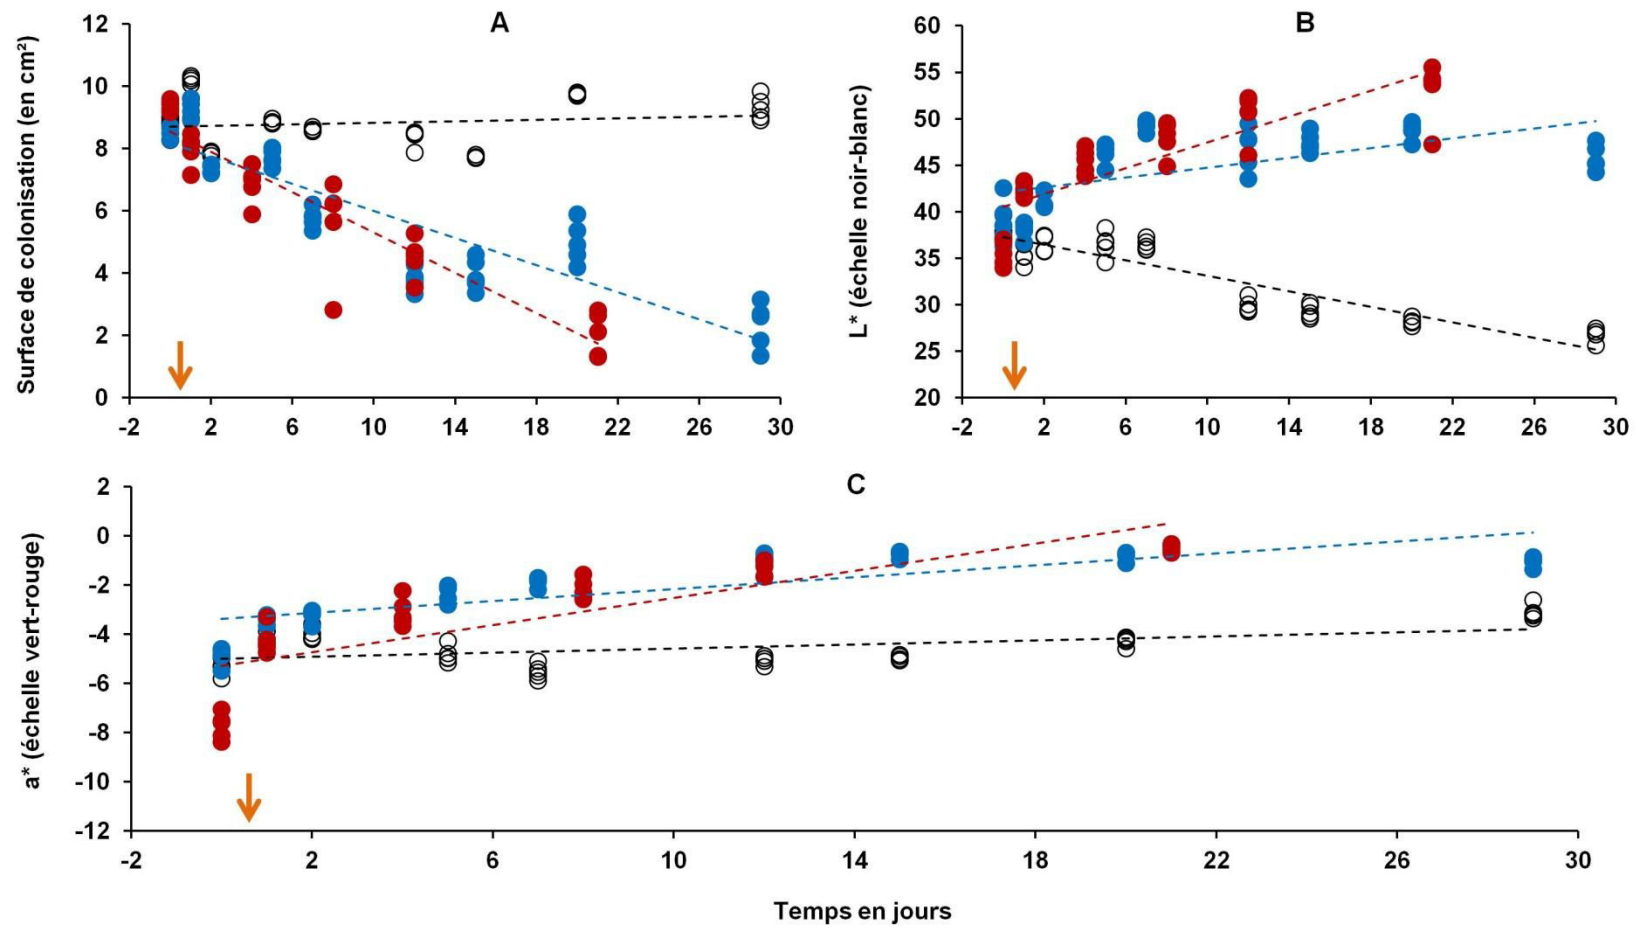 A
Surface de colonisation (en cm²)
12
10
8
6
4
2
0
-2 2 6 10 14 18 22 26 30
B
L* (échelle noir-blanc)
60
55
50
45
40
35
30
25
20
-2 2 6 10 14 18 22 26 30
C
a* (échelle vert-rouge)
2
0
-2
-4
-6
-8
-10
-12
-2 2 6 10 14 18 22 26 30
Temps en jours